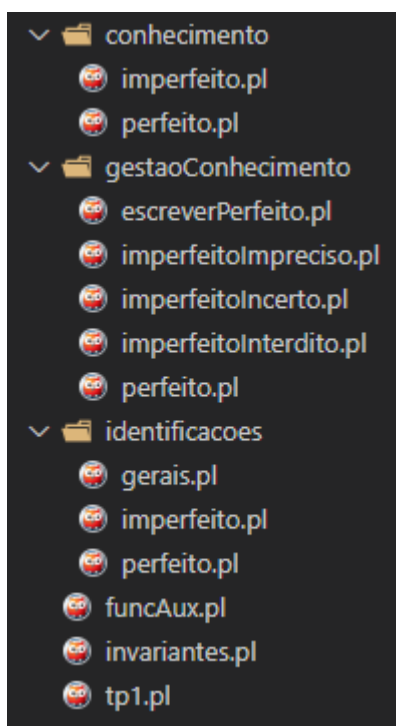 conhecimento
imperfeito.pl
perfeito.pl
gestaoConhecimento
escreverPerfeito.pl
imperfeitoImpreciso.pl
imperfeitoIncerto.pl
imperfeitoInterdito.pl
perfeito.pl
identificacoes
gerais.pl
imperfeito.pl
perfeito.pl
funcAux.pl
invariantes.pl
tp1.pl